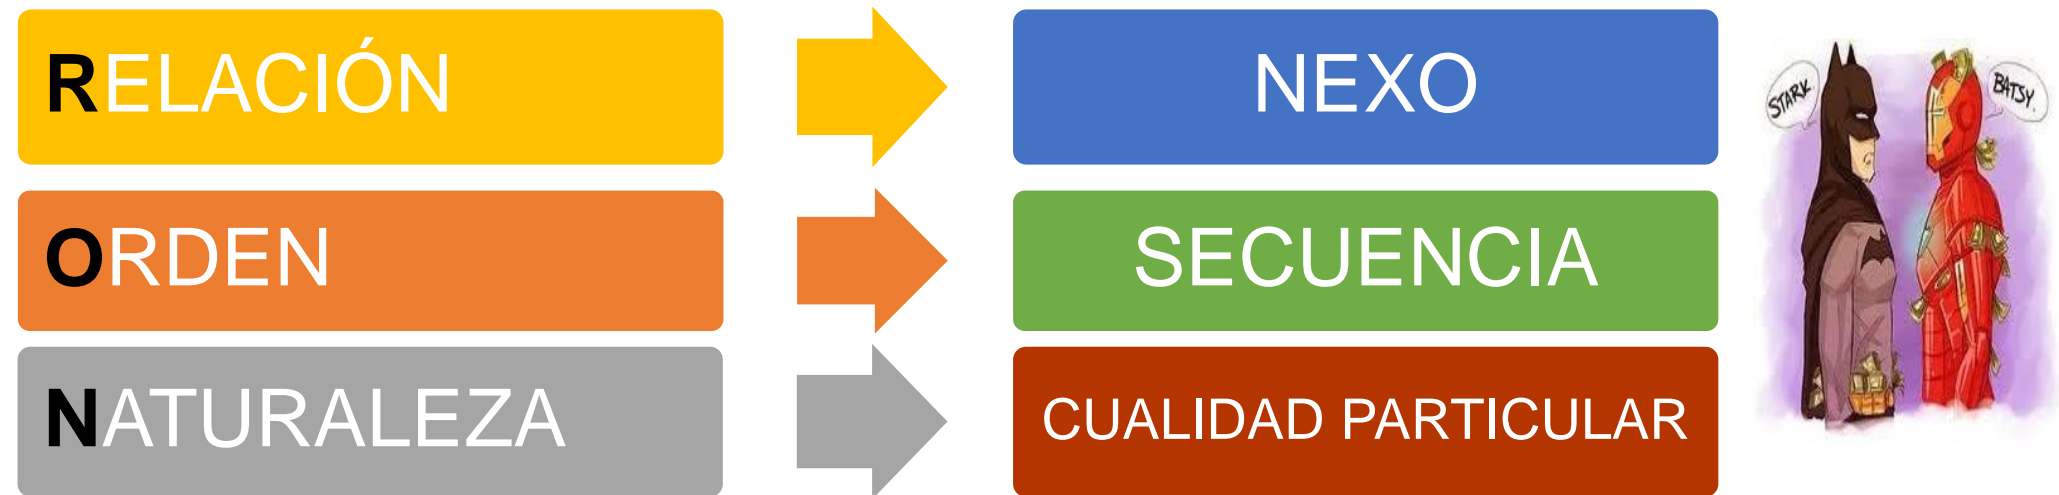 RELACIÓN
NEXO
ORDEN
SECUENCIA
NATURALEZA
CUALIDAD PARTICULAR
STARK.
BATSY.